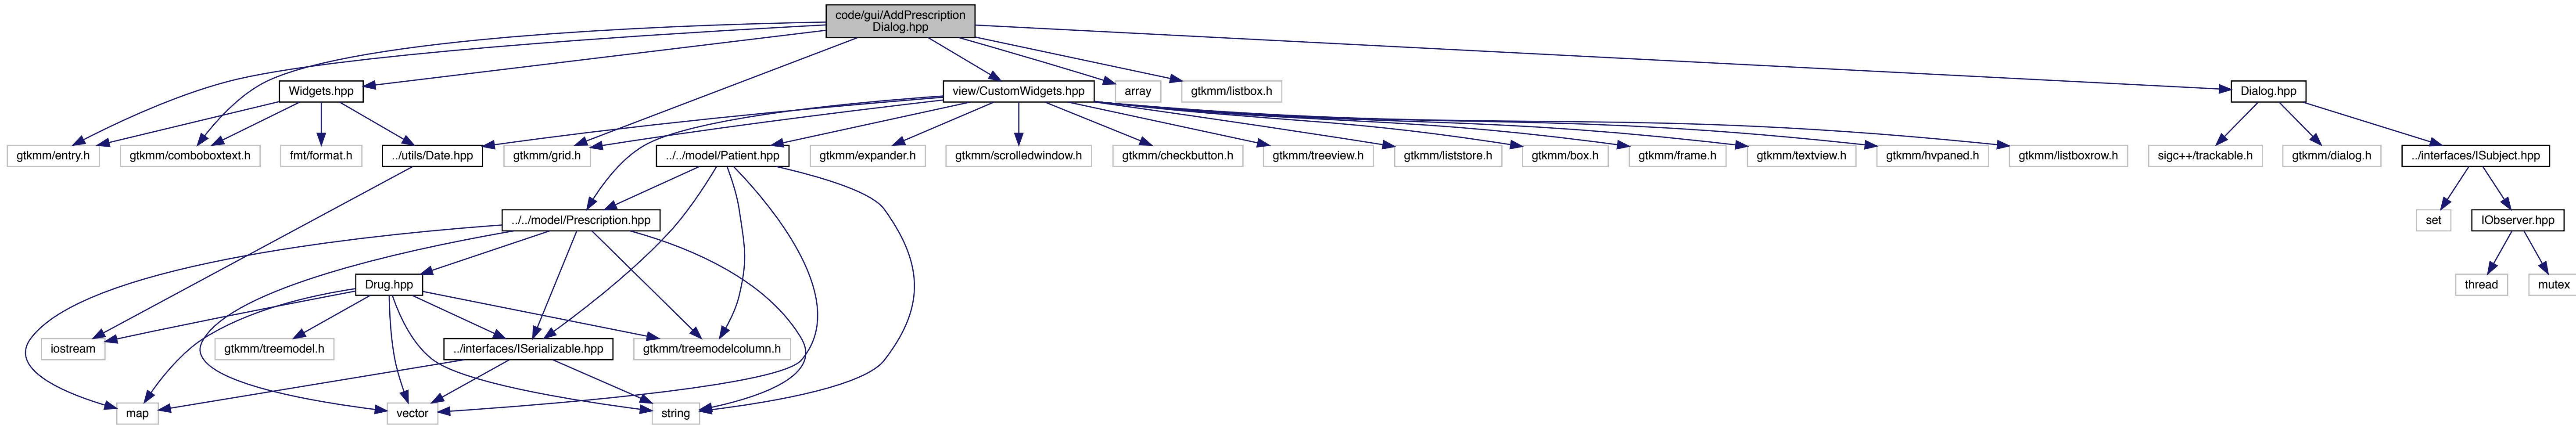 code/gui/AddPrescription
Dialog.hpp
Widgets.hpp
view/CustomWidgets.hpp
array
gtkmm/listbox.h
Dialog.hpp
gtkmm/entry.h
gtkmm/comboboxtext.h
fmt/format.h
../utils/Date.hpp
gtkmm/grid.h
../../model/Patient.hpp
gtkmm/expander.h
gtkmm/scrolledwindow.h
gtkmm/checkbutton.h
gtkmm/treeview.h
gtkmm/liststore.h
gtkmm/box.h
gtkmm/frame.h
gtkmm/textview.h
gtkmm/hvpaned.h
gtkmm/listboxrow.h
sigc++/trackable.h
gtkmm/dialog.h
../interfaces/ISubject.hpp
../../model/Prescription.hpp
set
IObserver.hpp
Drug.hpp
thread
mutex
iostream
gtkmm/treemodel.h
../interfaces/ISerializable.hpp
gtkmm/treemodelcolumn.h
map
vector
string